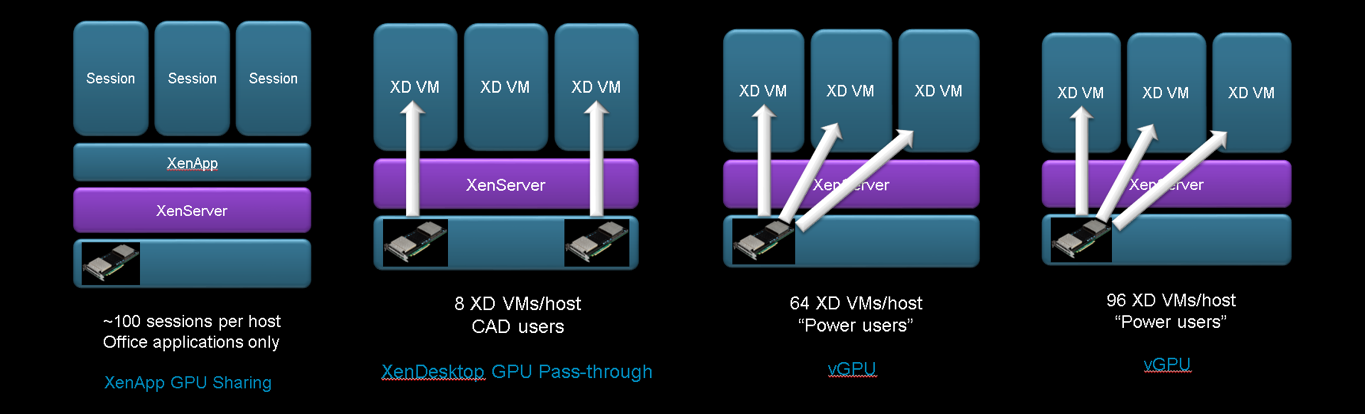 Session Session Session
XenApp
XenServer
~100 sessions per host
Office applications only
XenApp GPU Sharing
XD VM XD VM XD VM
XenServer
8 XD VMs/host
CAD users
XenDesktop GPU Pass-through
XD VM XD VM XD VM
XenServer
64 XD VMs/host
“Power users”
vGPU
XD VM XD VM XD VM
XenServer
96 XD VMs/host
“Power users”
vGPU